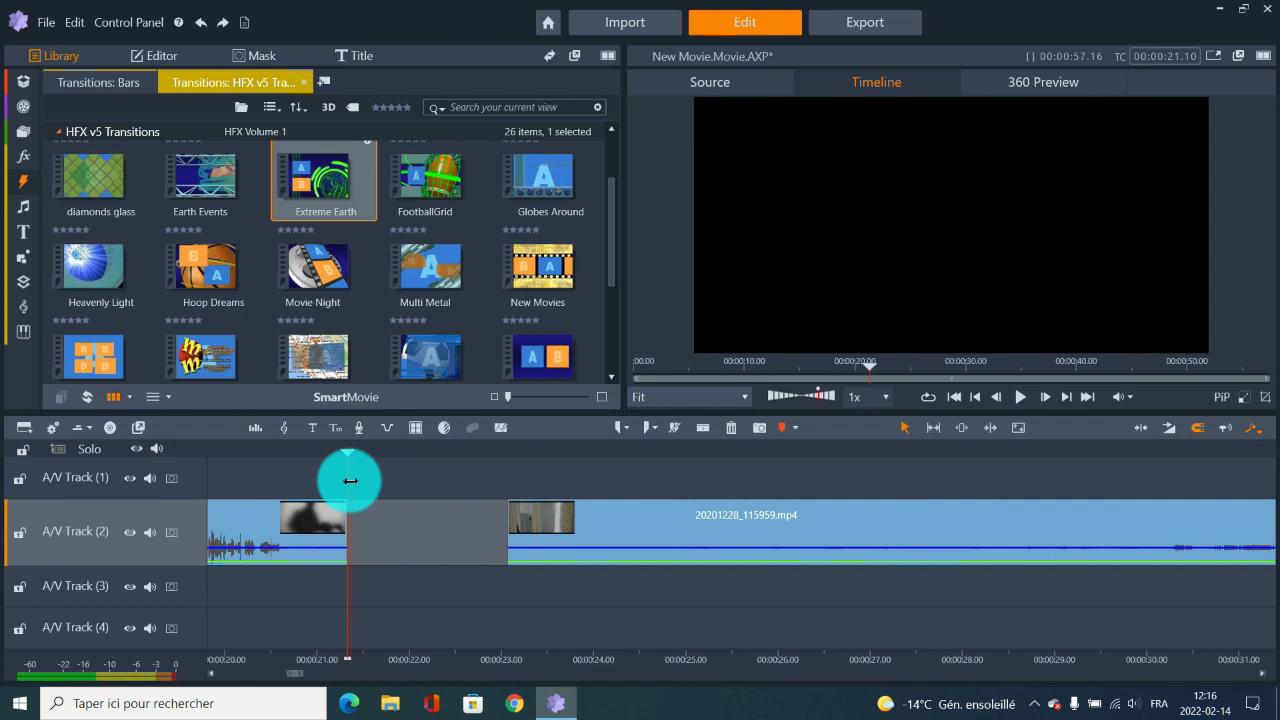 File Edit Control Panel
Import Edit Export
Library Editor Mask Title
New Movie.Movie.AXP*
[] 00:00:57.16 TC 00:00:21.10
Transitions: Bars
Transitions: HFX v5 Tra...
Source Timeline 360 Preview
3D
Search your current view
HFX v5 Transitions HFX Volume 1 26 items, 1 selected
diamonds glass Earth Events Extreme Earth FootballGrid Globes Around
Heavenly Light Hoop Dreams Movie Night Multi Metal New Movies
:00.00 00:00:10.00 00:00:20.00 00:00:30.00 00:00:40.00 00:00:50.00
SmartMovie
Fit 1x PiP
Solo
A/V Track (1)
20201228_115959.mp4
A/V Track (2)
A/V Track (3)
A/V Track (4)
-60 -22 -16 -10 -6 -3 0
00:00:20.00 00:00:21.00 00:00:22.00 00:00:23.00 00:00:24.00 00:00:25.00 00:00:26.00 00:00:27.00 00:00:28.00 00:00:29.00 00:00:30.00 00:00:31.00
Taper ici pour rechercher
-14°C Gén. ensoleillé
FRA
12:16
2022-02-14